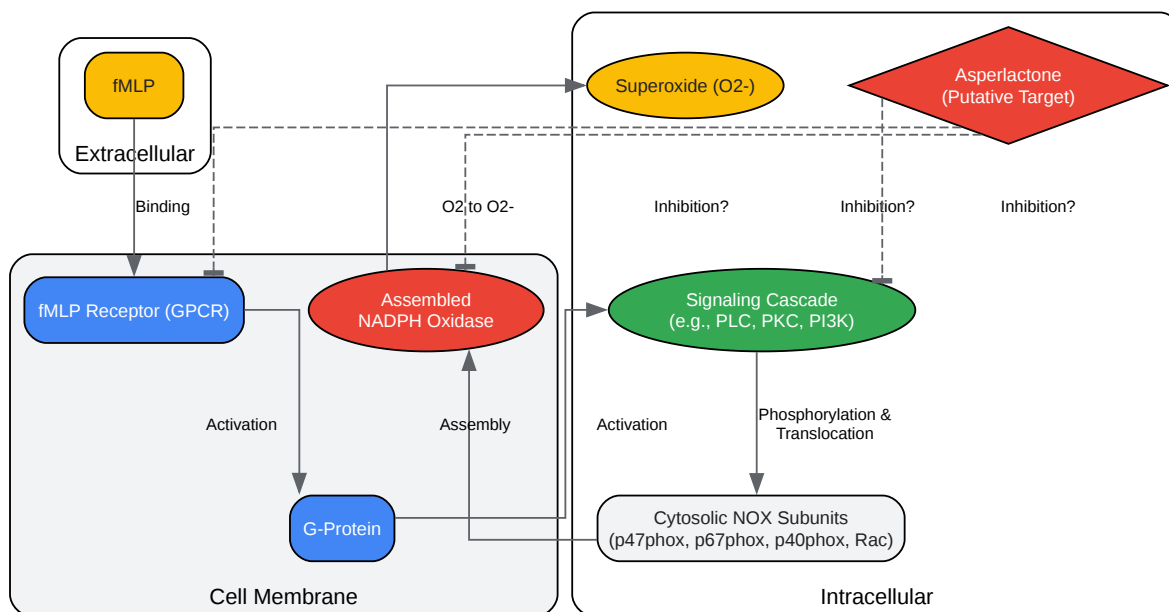 fMLP
Superoxide (O2-)
Asperlactone
(Putative Target)
Extracellular
Binding
O2 to O2-
Inhibition?
Inhibition?
Inhibition?
fMLP Receptor (GPCR)
Assembled
NADPH Oxidase
Signaling Cascade
(e.g., PLC, PKC, PI3K)
Activation
Assembly
Activation
Phosphorylation &
Translocation
G-Protein
Cytosolic NOX Subunits
(p47phox, p67phox, p40phox, Rac)
Cell Membrane
Intracellular